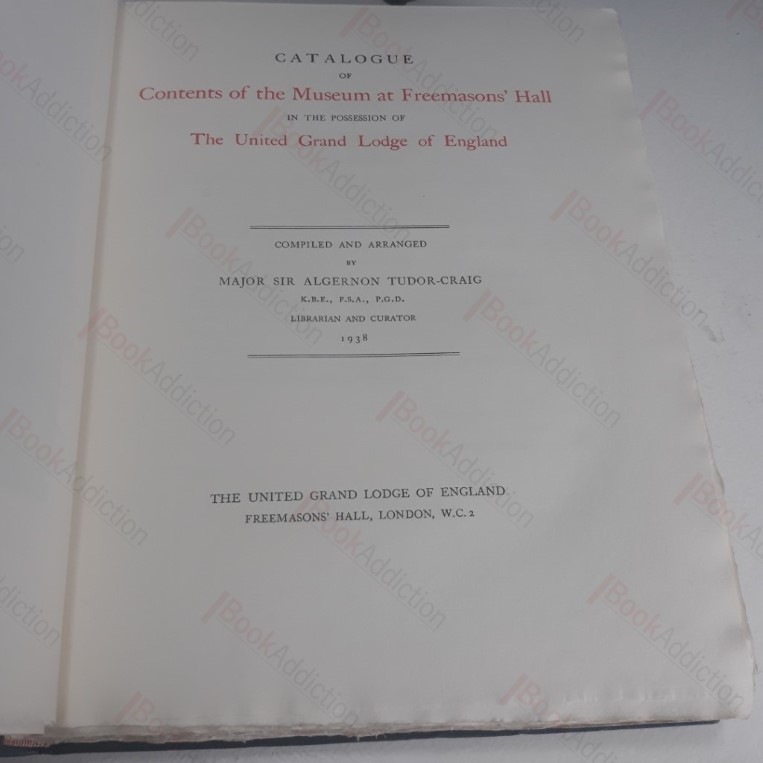 CATALOGUE
OF
Contents of the Museum at Freemasons' Hall
IN THE POSSESSION OF
The United Grand Lodge of England
COMPILED AND ARRANGED
BY
MAJOR SIR ALGERNON TUDOR-CRAIG
K.B.E., F.S.A., P.G.D.
LIBRARIAN AND CURATOR
1938
THE UNITED GRAND LODGE OF ENGLAND
FREEMASONS' HALL, LONDON, W.C.2
BookAddiction